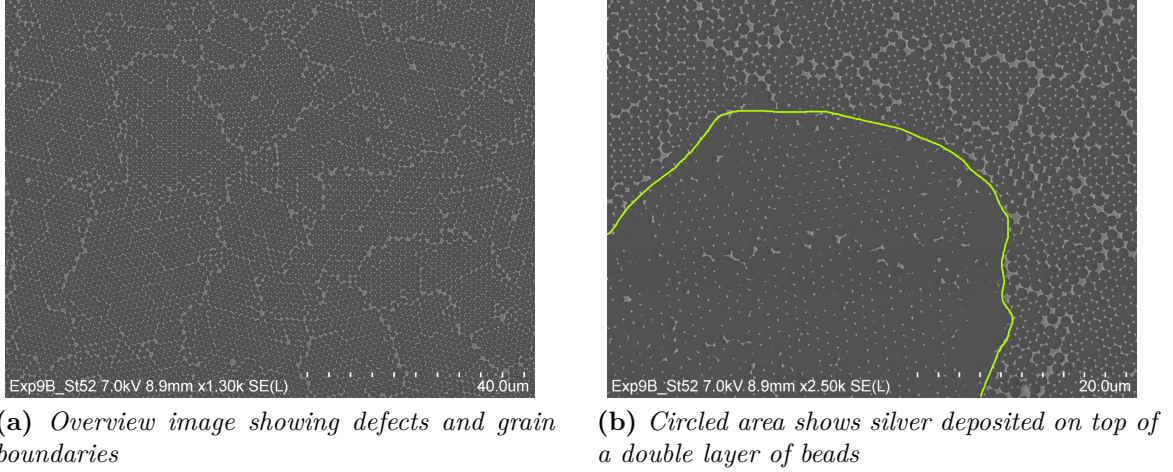 Exp9B_St52 7.0kV 8.9mm x1.30k SE(L) 40.0um
Exp9B_St52 7.0kV 8.9mm x2.50k SE(L) 20.0um
a) Overview image showing defects and grain
boundaries
(b) Circled area shows silver deposited on top of
a double layer of beads